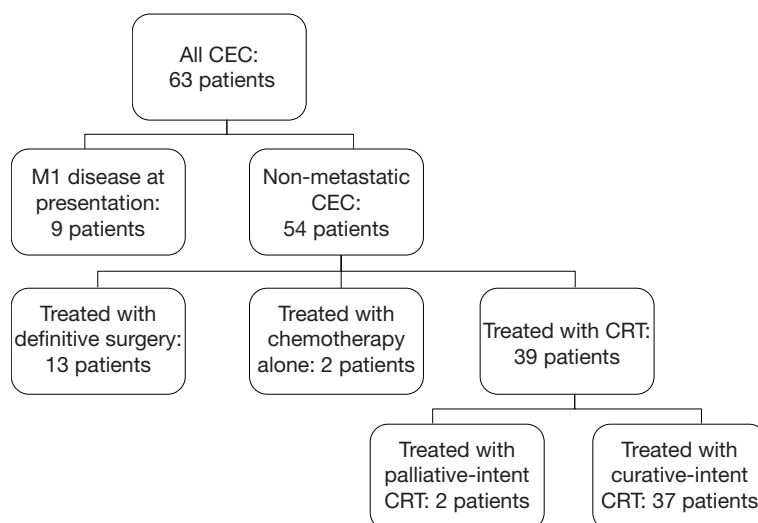 All CEC:
63 patients
M1 disease at
presentation:
9 patients
Non-metastatic
CEC:
54 patients
Treated with
definitive surgery:
13 patients
Treated with
chemotherapy
alone: 2 patients
Treated with CRT:
39 patients
Treated with
palliative-intent
CRT: 2 patients
Treated with
curative-intent
CRT: 37 patients